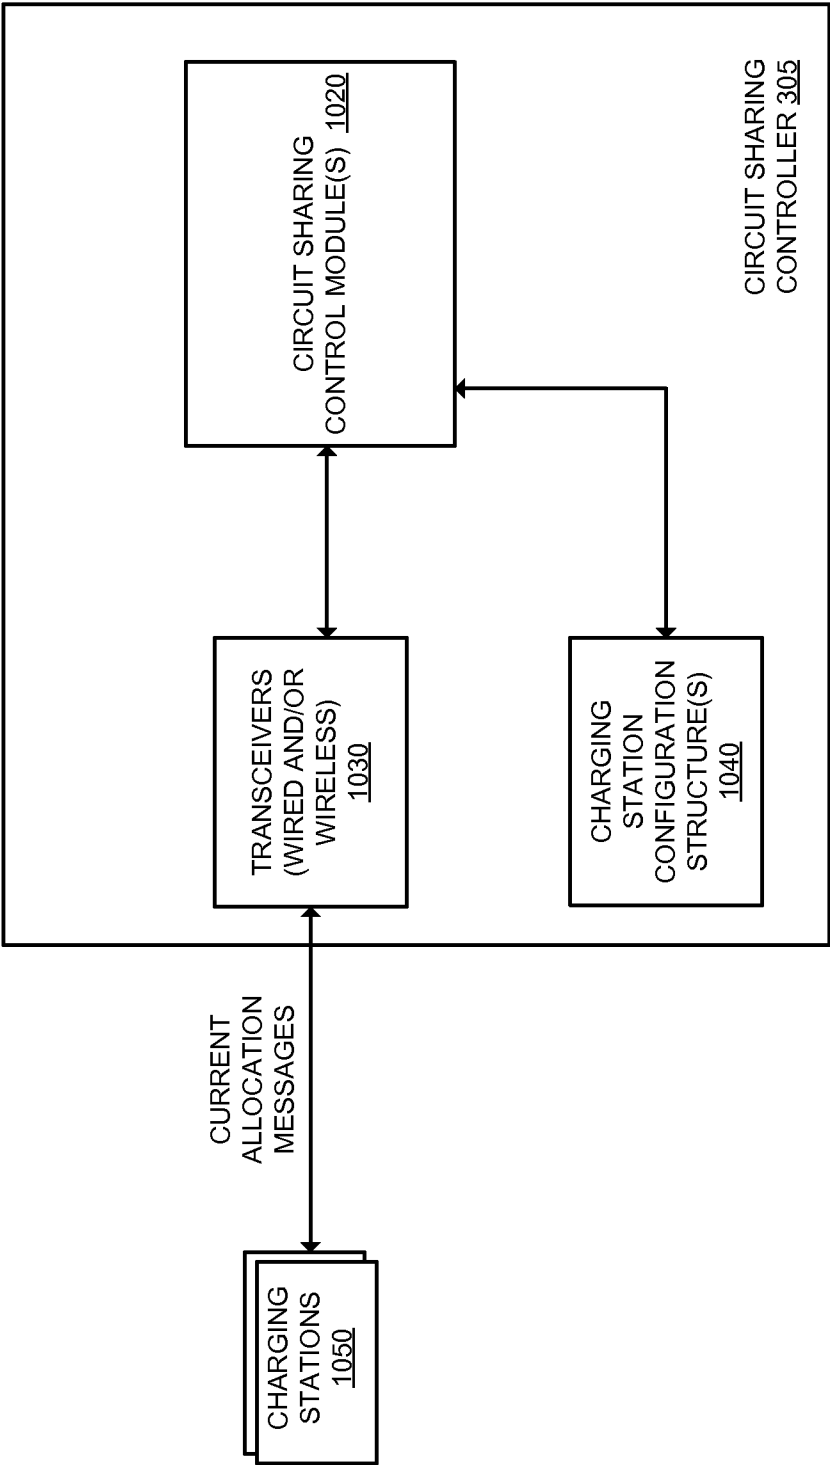 CHARGING
STATIONS
1050
CURRENT
ALLOCATION
MESSAGES
TRANSCEIVERS
(WIRED AND/OR
WIRELESS)
1030
CIRCUIT SHARING
CONTROL MODULE(S) 1020
CHARGING
STATION
CONFIGURATION
STRUCTURE(S)
1040
CIRCUIT SHARING
CONTROLLER 305